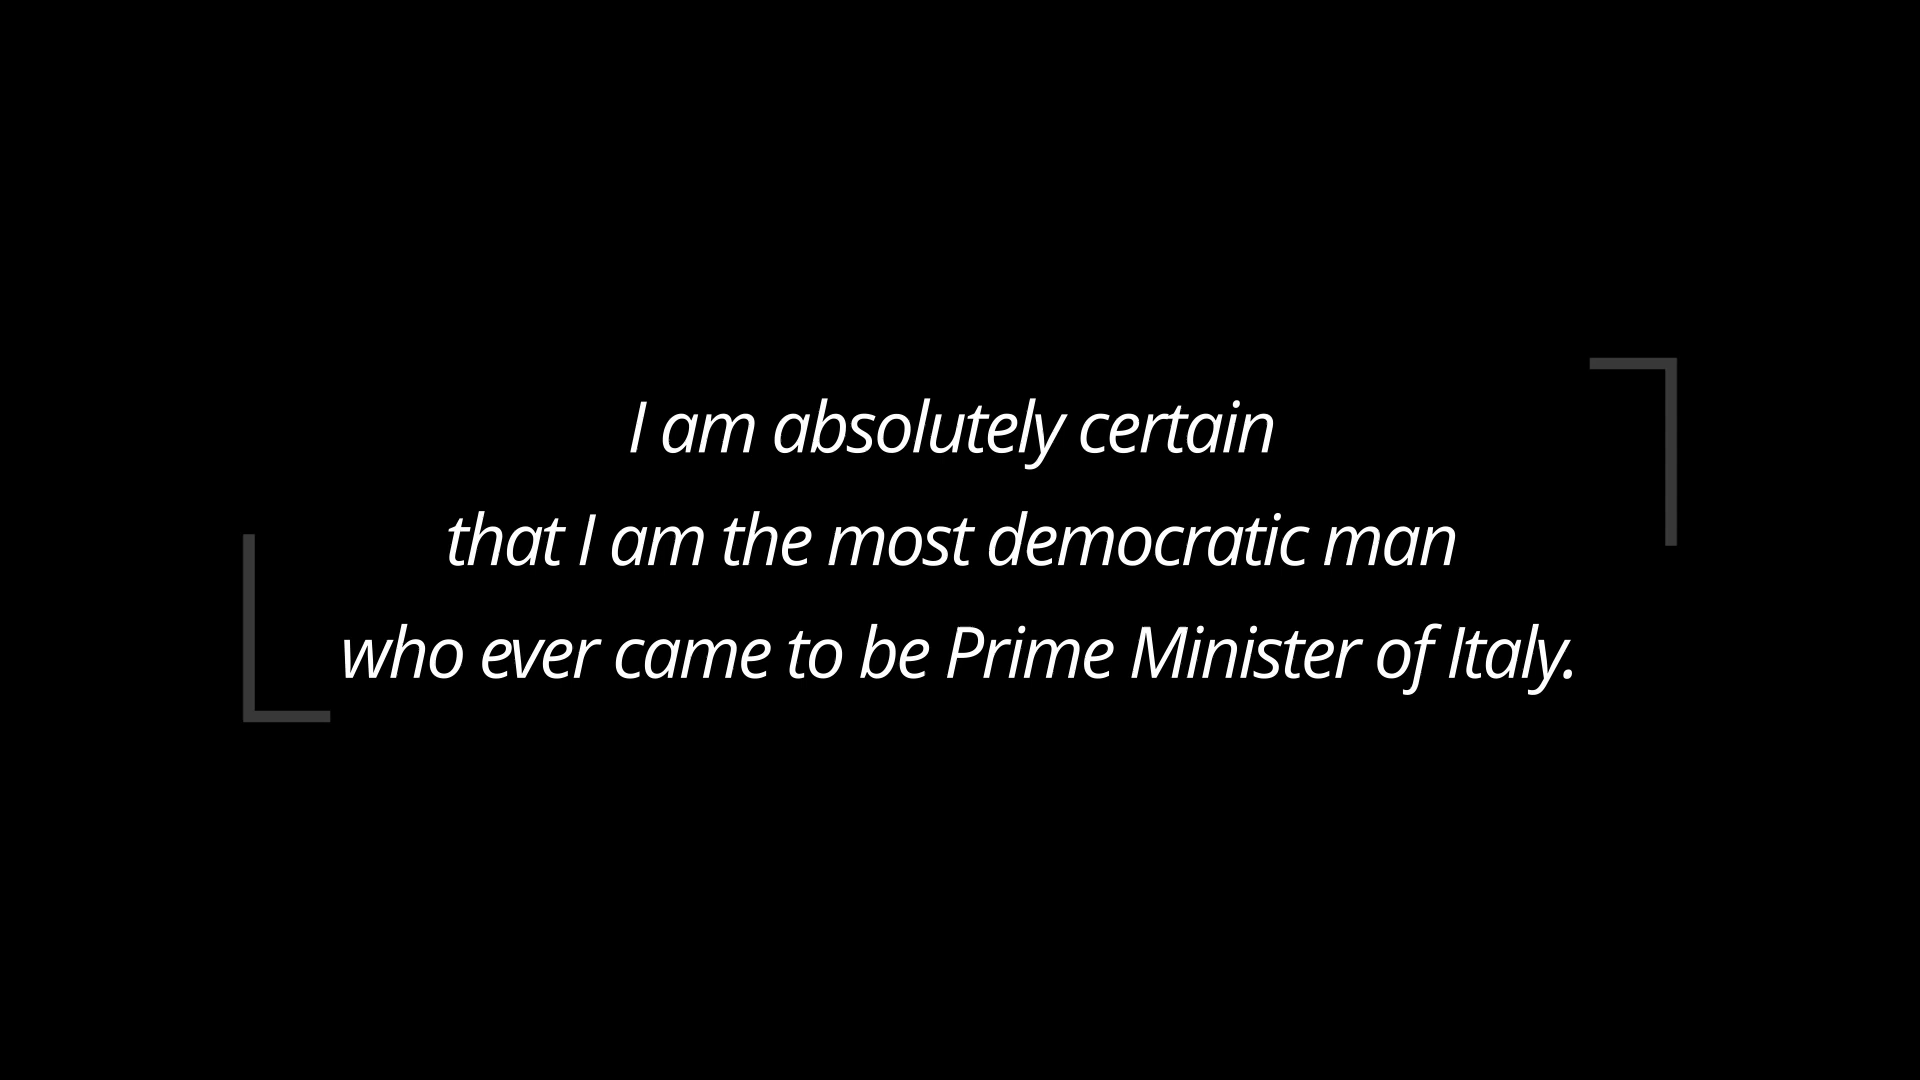 I am absolutely certain
that I am the most democratic man
who ever came to be Prime Minister of Italy.